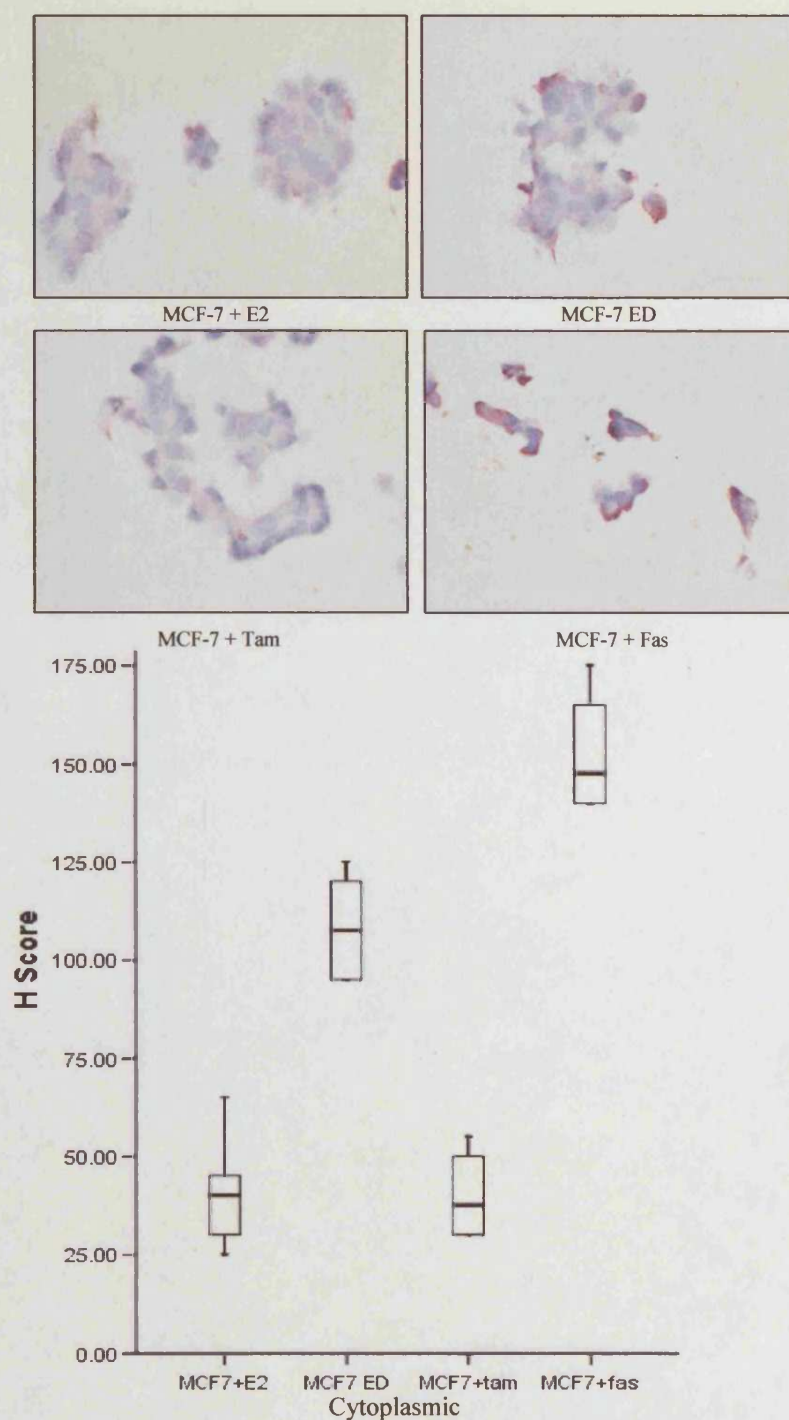 MCF-7 + E2
MCF-7 ED
MCF-7 + Tam
MCF-7 + Fas
175.00
150.00
125.00
100.00
75.00
50.00
25.00
0.00
H Score
MCF7+E2
MCF7 ED
MCF7+tam
MCF7+fas
Cytoplasmic